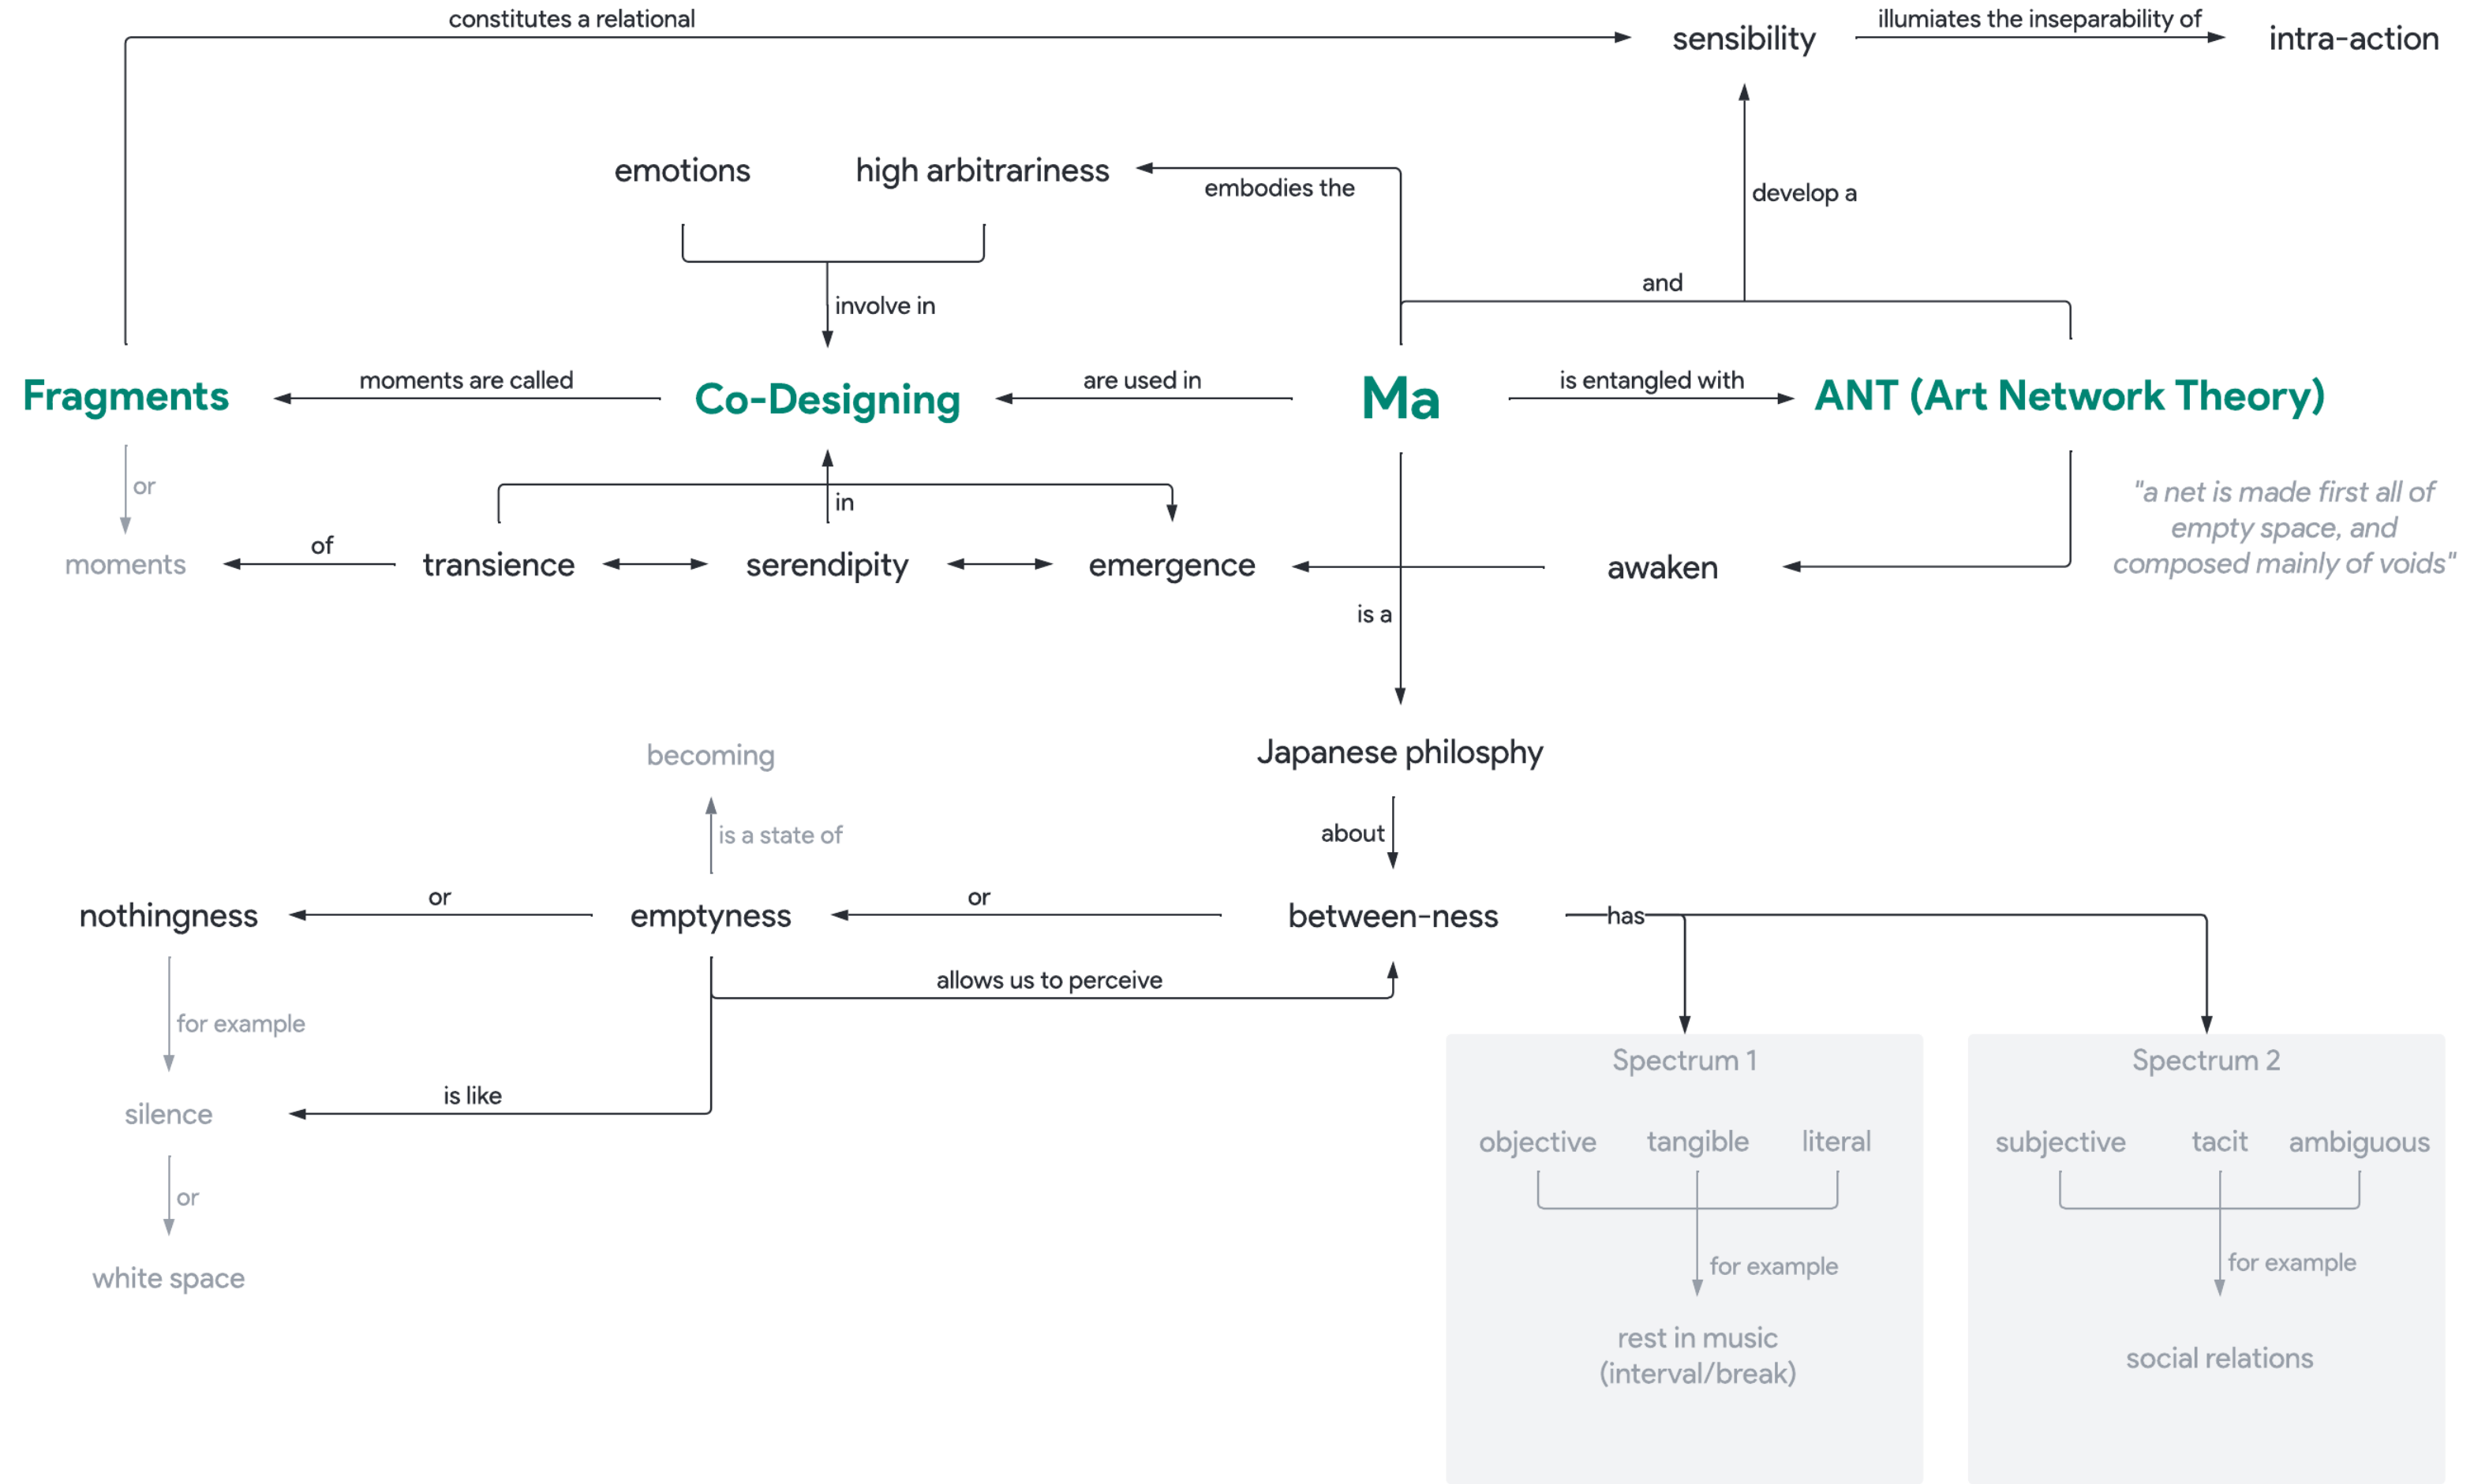 constitutes a relational
sensibility
illumiates the inseparability of
intra-action
emotions
high arbitrariness
embodies the
develop a
and
involve in
Fragments
moments are called
Co-Designing
are used in
Ma
is entangled with
ANT (Art Network Theory)
or
in
"a net is made first all of
empty space, and
composed mainly of voids"
moments
of
transience
serendipity
emergence
awaken
is a
becoming
Japanese philosphy
is a state of
about
nothingness
or
emptyness
or
between-ness
has
allows us to perceive
for example
silence
is like
or
white space
Spectrum 1
objective
tangible
literal
for example
rest in music
(interval/break)
Spectrum 2
subjective
tacit
ambiguous
for example
social relations